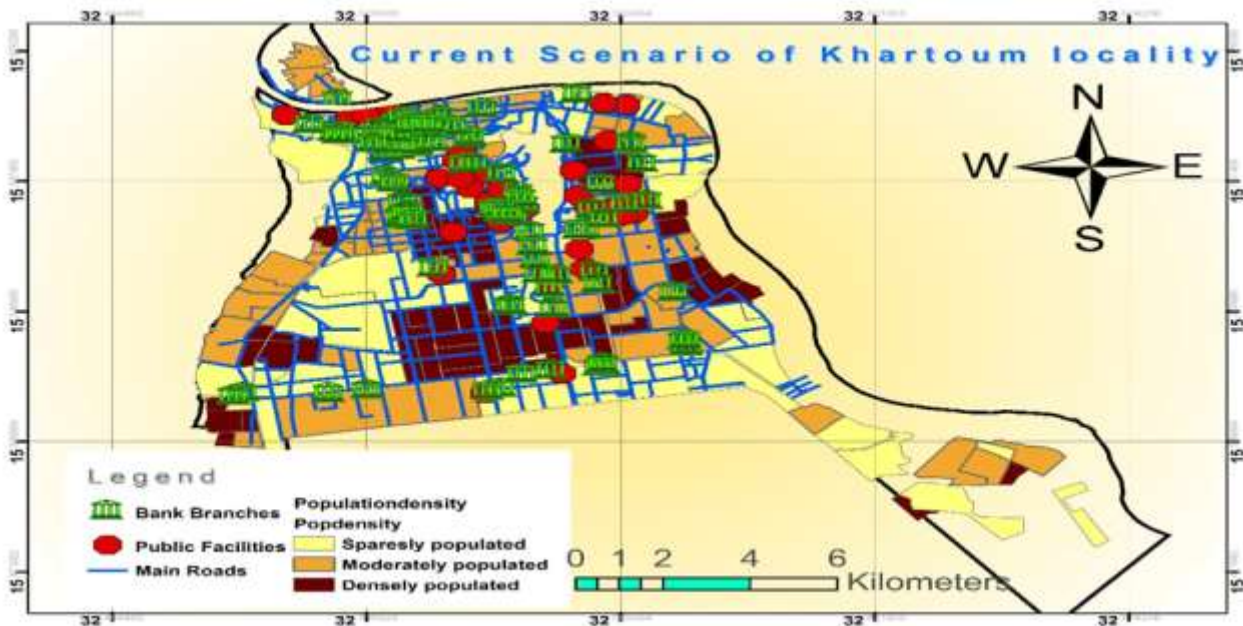 32 32 32 32 32
Current Scenario of Khartoum locality
N
W E
S
15 15
15 15
15 15
15 15
15 15
Legend
Bank Branches
Public Facilities
Main Roads
Populationdensity
Popdensity
Sparesly populated
Moderately populated
Densely populated
0 1 2 4 6
Kilometers
32 32 32 32 32